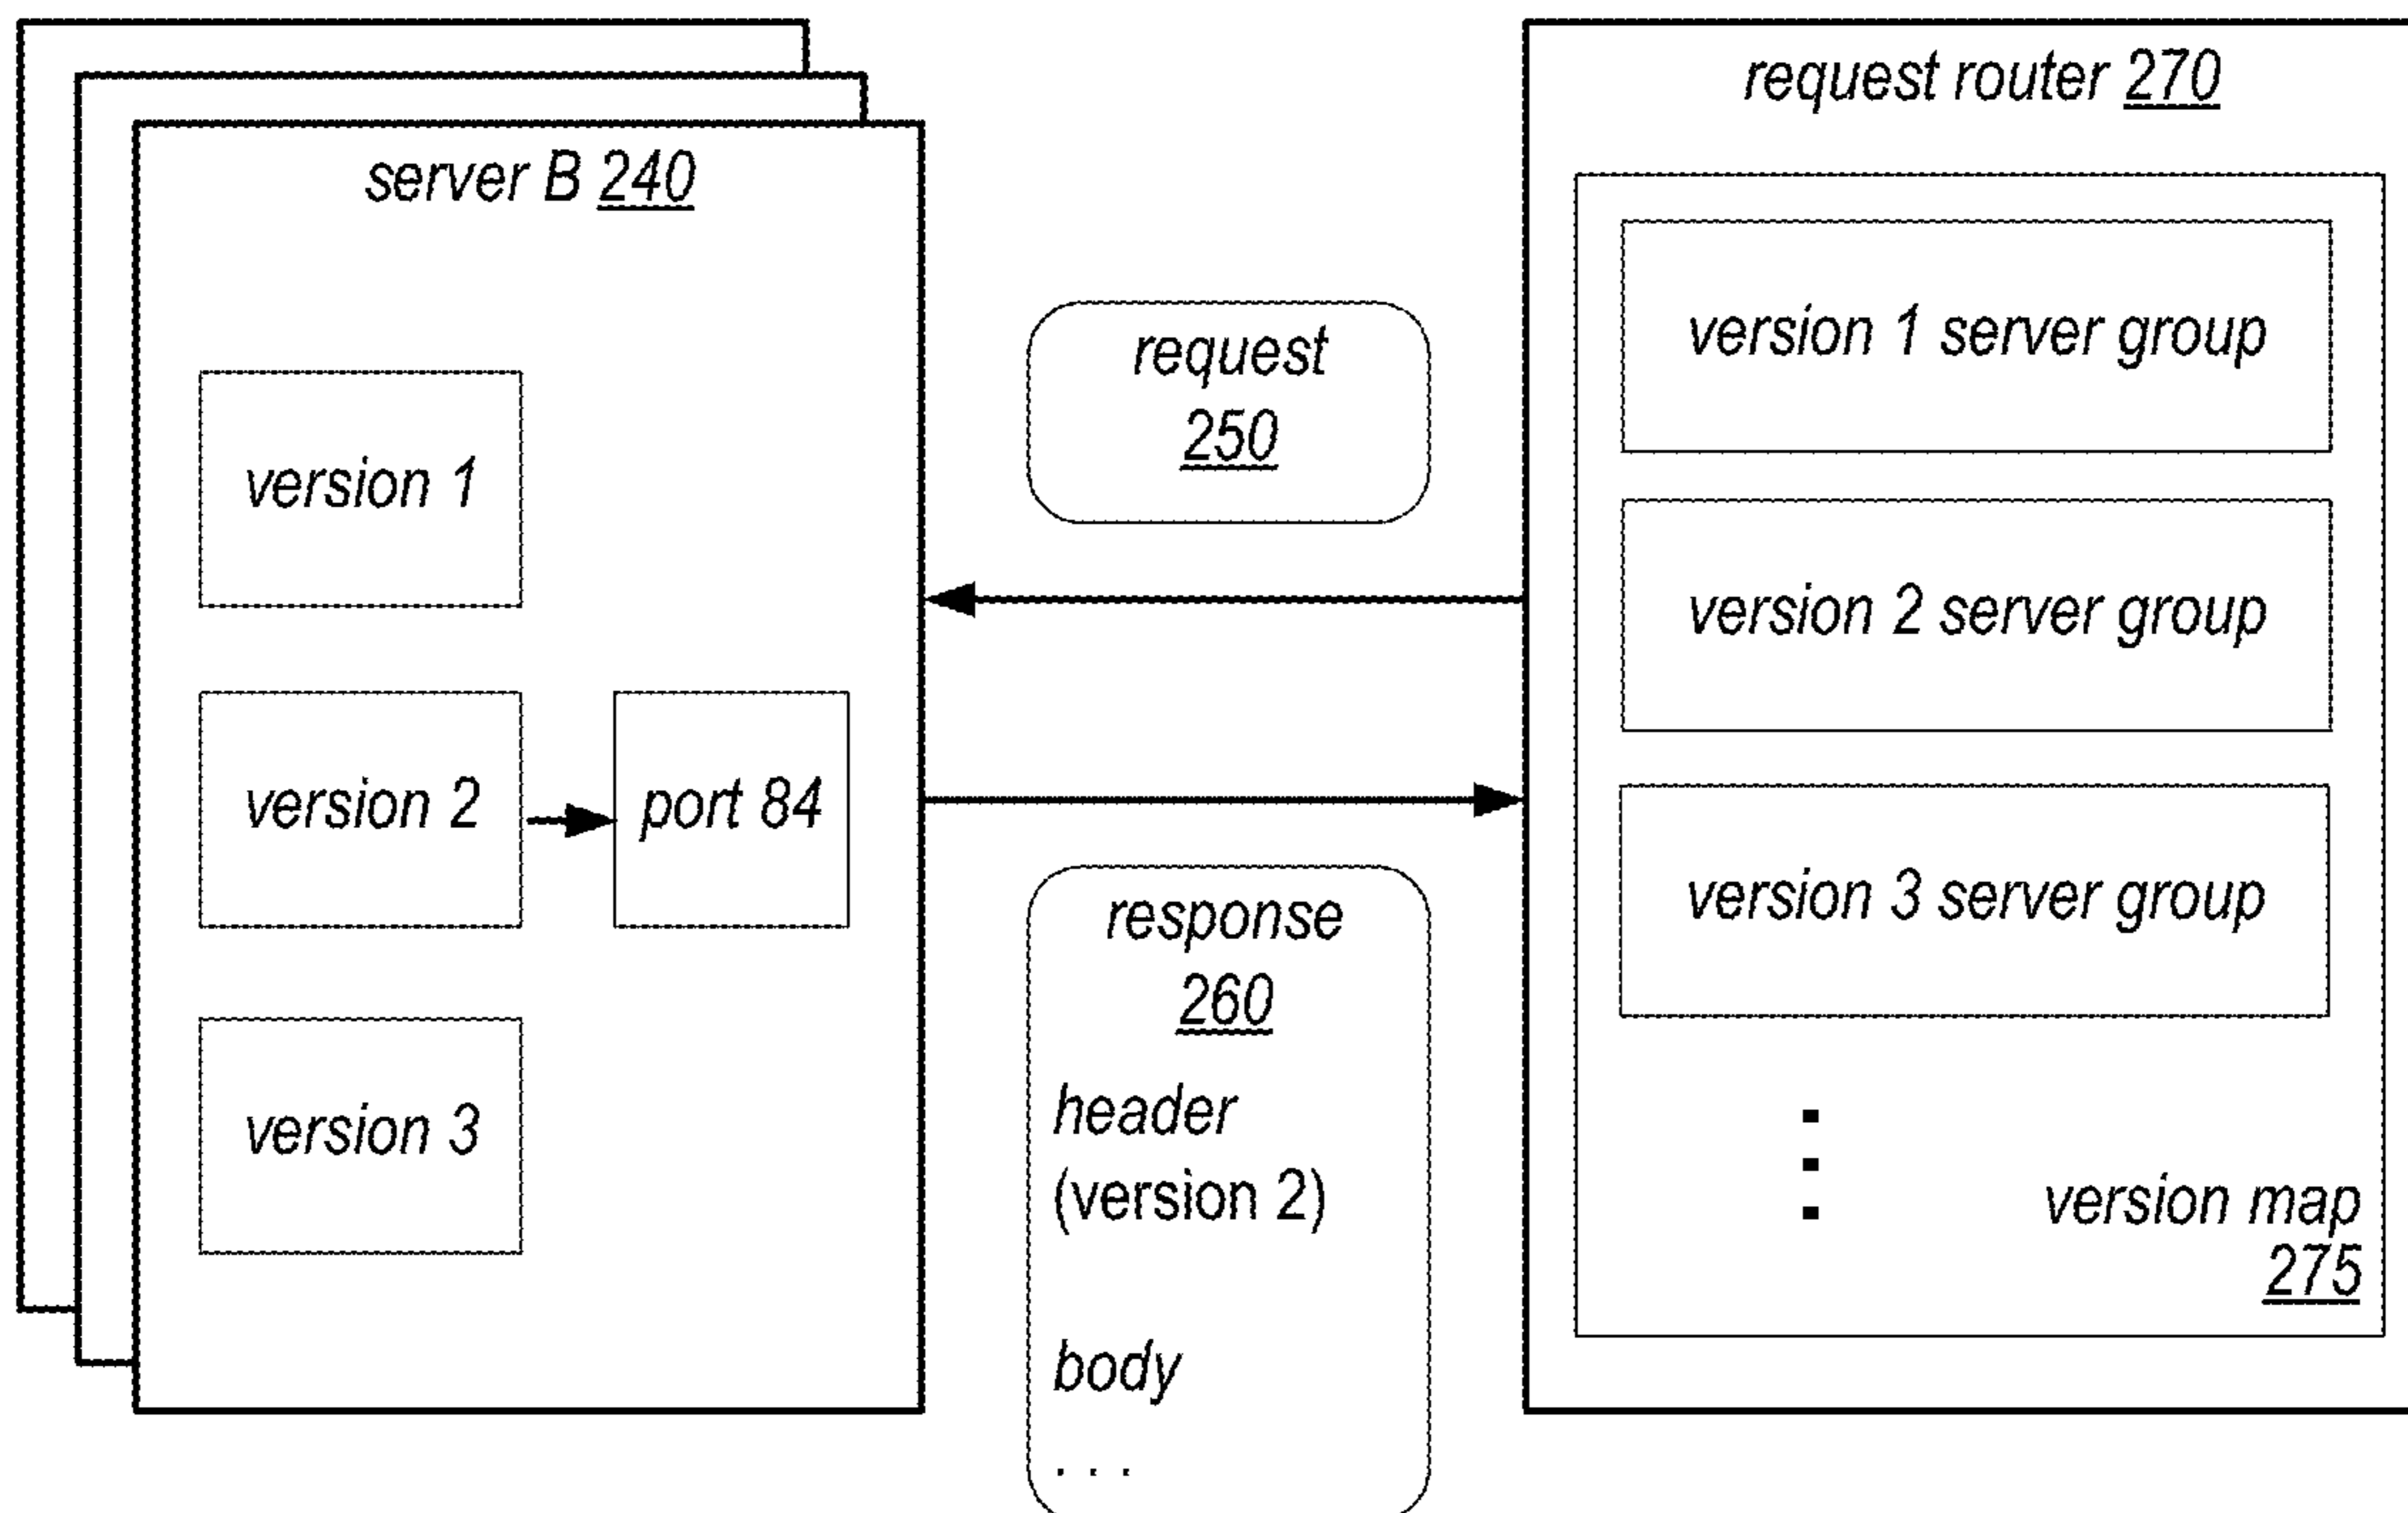 server B 240
version 1
version 2
port 84
version 3
request
250
response
260
header
(version 2)
body
. . .
request router 270
version 1 server group
version 2 server group
version 3 server group
version map
275